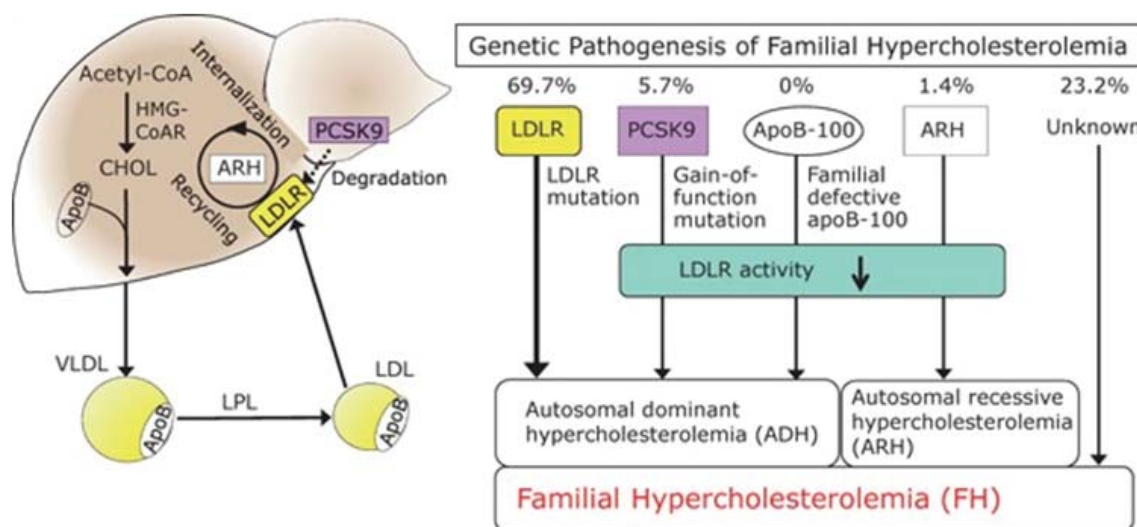 Acetyl-CoA
HMG-
CoAR
CHOL
ApoB
Internalization
ARH
Recycling
PCSK9
Degradation
LDLR
VLDL
ApoB
LPL
LDL
ApoB
Genetic Pathogenesis of Familial Hypercholesterolemia
69.7% 5.7% 0% 1.4% 23.2%
LDLR PCSK9 ApoB-100 ARH Unknown
LDLR
mutation
Gain-of-
function
mutation
Familial
defective
apoB-100
LDLR activity
Autosomal dominant
hypercholesterolemia (ADH)
Autosomal recessive
hypercholesterolemia
(ARH)
Familial Hypercholesterolemia (FH)